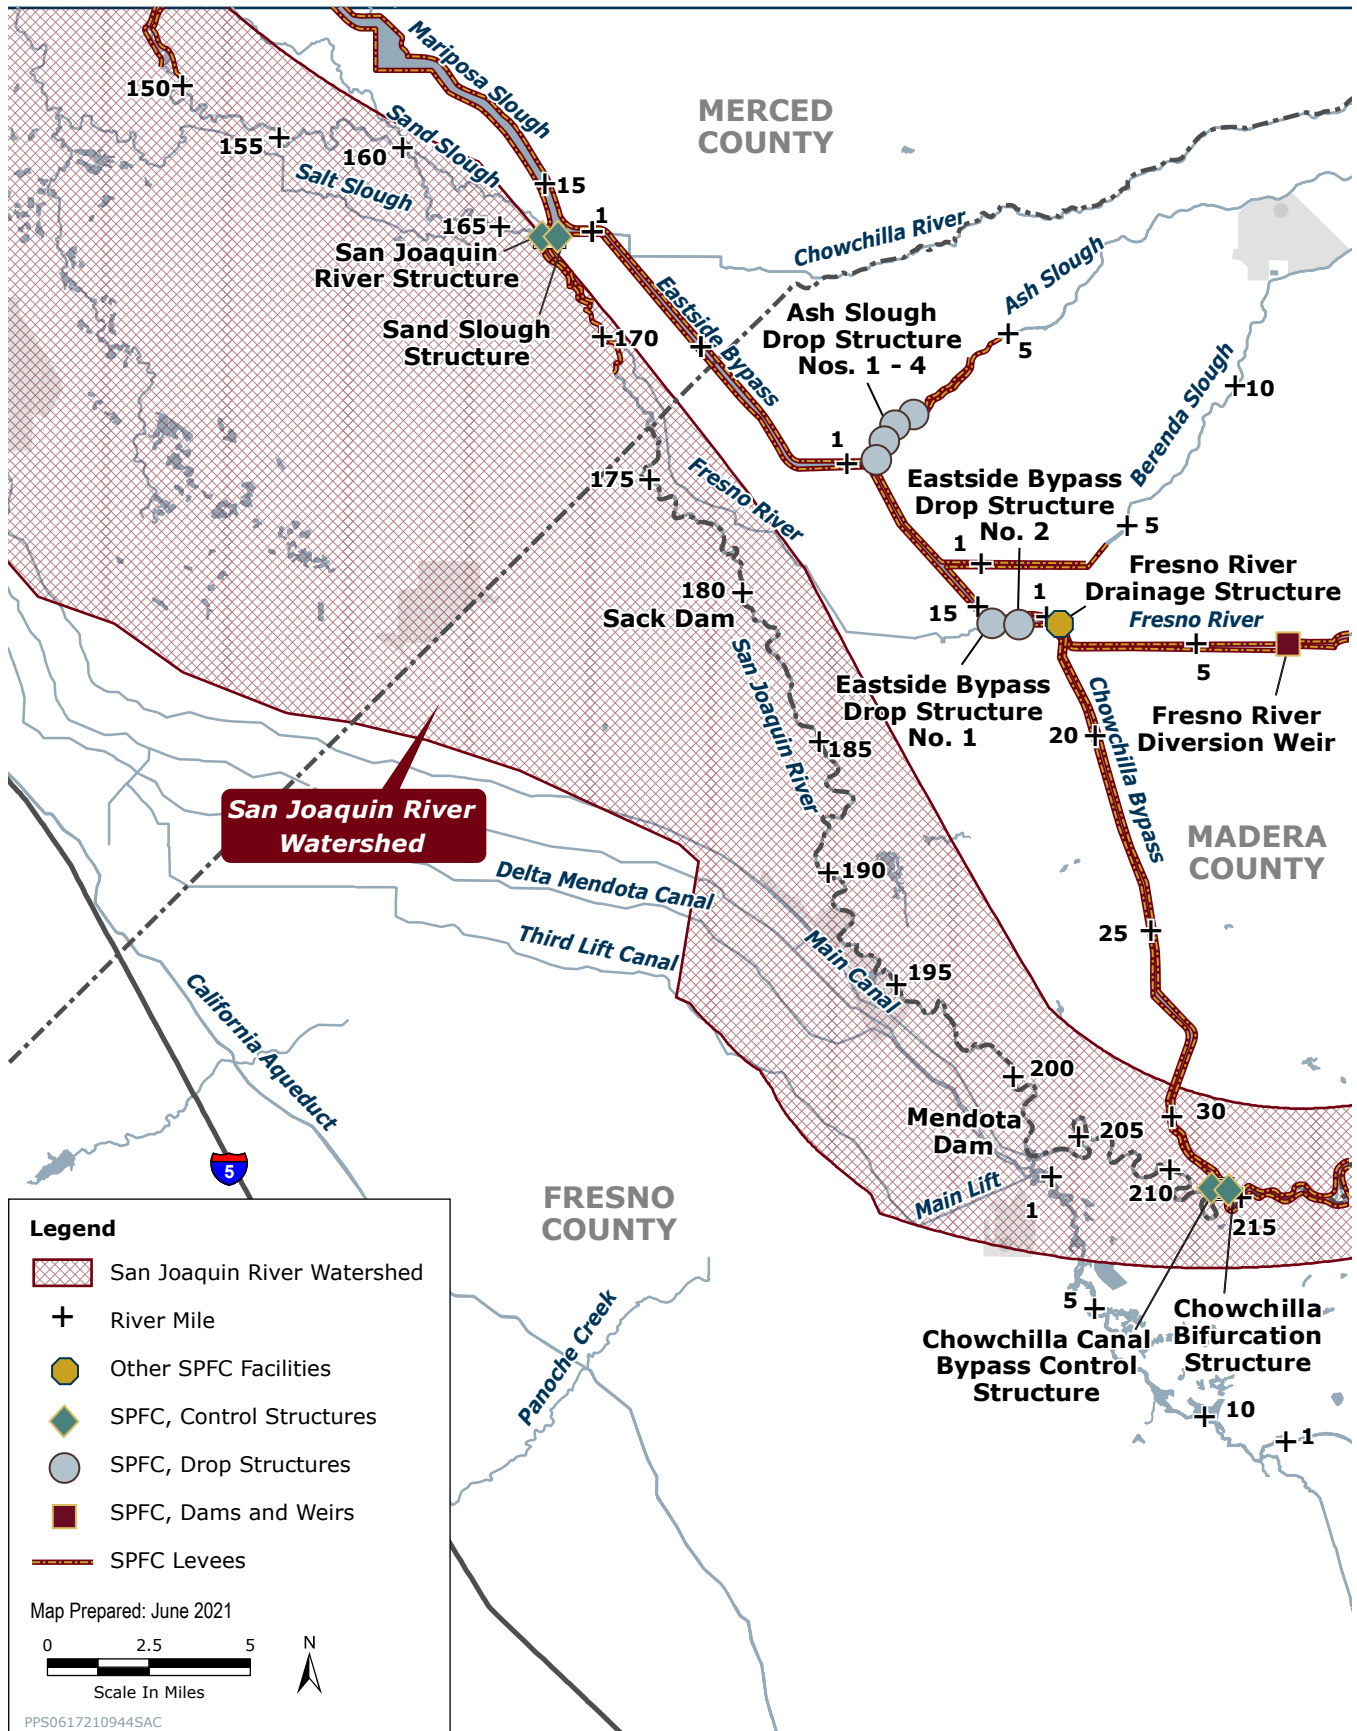 Mariposa Slough
MERCED
COUNTY
150
155
160
Sand Slough
Salt Slough
15
1
165
San Joaquin
River Structure
Sand Slough
Structure
170
Chowchilla River
Eastside Bypass
Ash Slough
Drop Structure
Nos. 1 - 4
Ash Slough
5
10
Berenda Slough
1
175
Fresno River
Eastside Bypass
Drop Structure
No. 2
5
1
Fresno River
Drainage Structure
180
Sack Dam
15
1
Fresno River
5
San Joaquin River
Eastside Bypass
Drop Structure
No. 1
Chowchilla Bypass
Fresno River
Diversion Weir
20
185
San Joaquin River
Watershed
MADERA
COUNTY
190
Delta Mendota Canal
Third Lift Canal
Main Canal
25
195
California Aqueduct
200
Mendota
Dam
205
30
5
FRESNO
COUNTY
Main Lift
1
210
215
5
Chowchilla Canal
Bypass Control
Structure
Chowchilla
Bifurcation
Structure
Panoche Creek
10
1
Legend
San Joaquin River Watershed
River Mile
Other SPFC Facilities
SPFC, Control Structures
SPFC, Drop Structures
SPFC, Dams and Weirs
SPFC Levees
Map Prepared: June 2021
0 2.5 5
Scale In Miles
N
PPS0617210944SAC